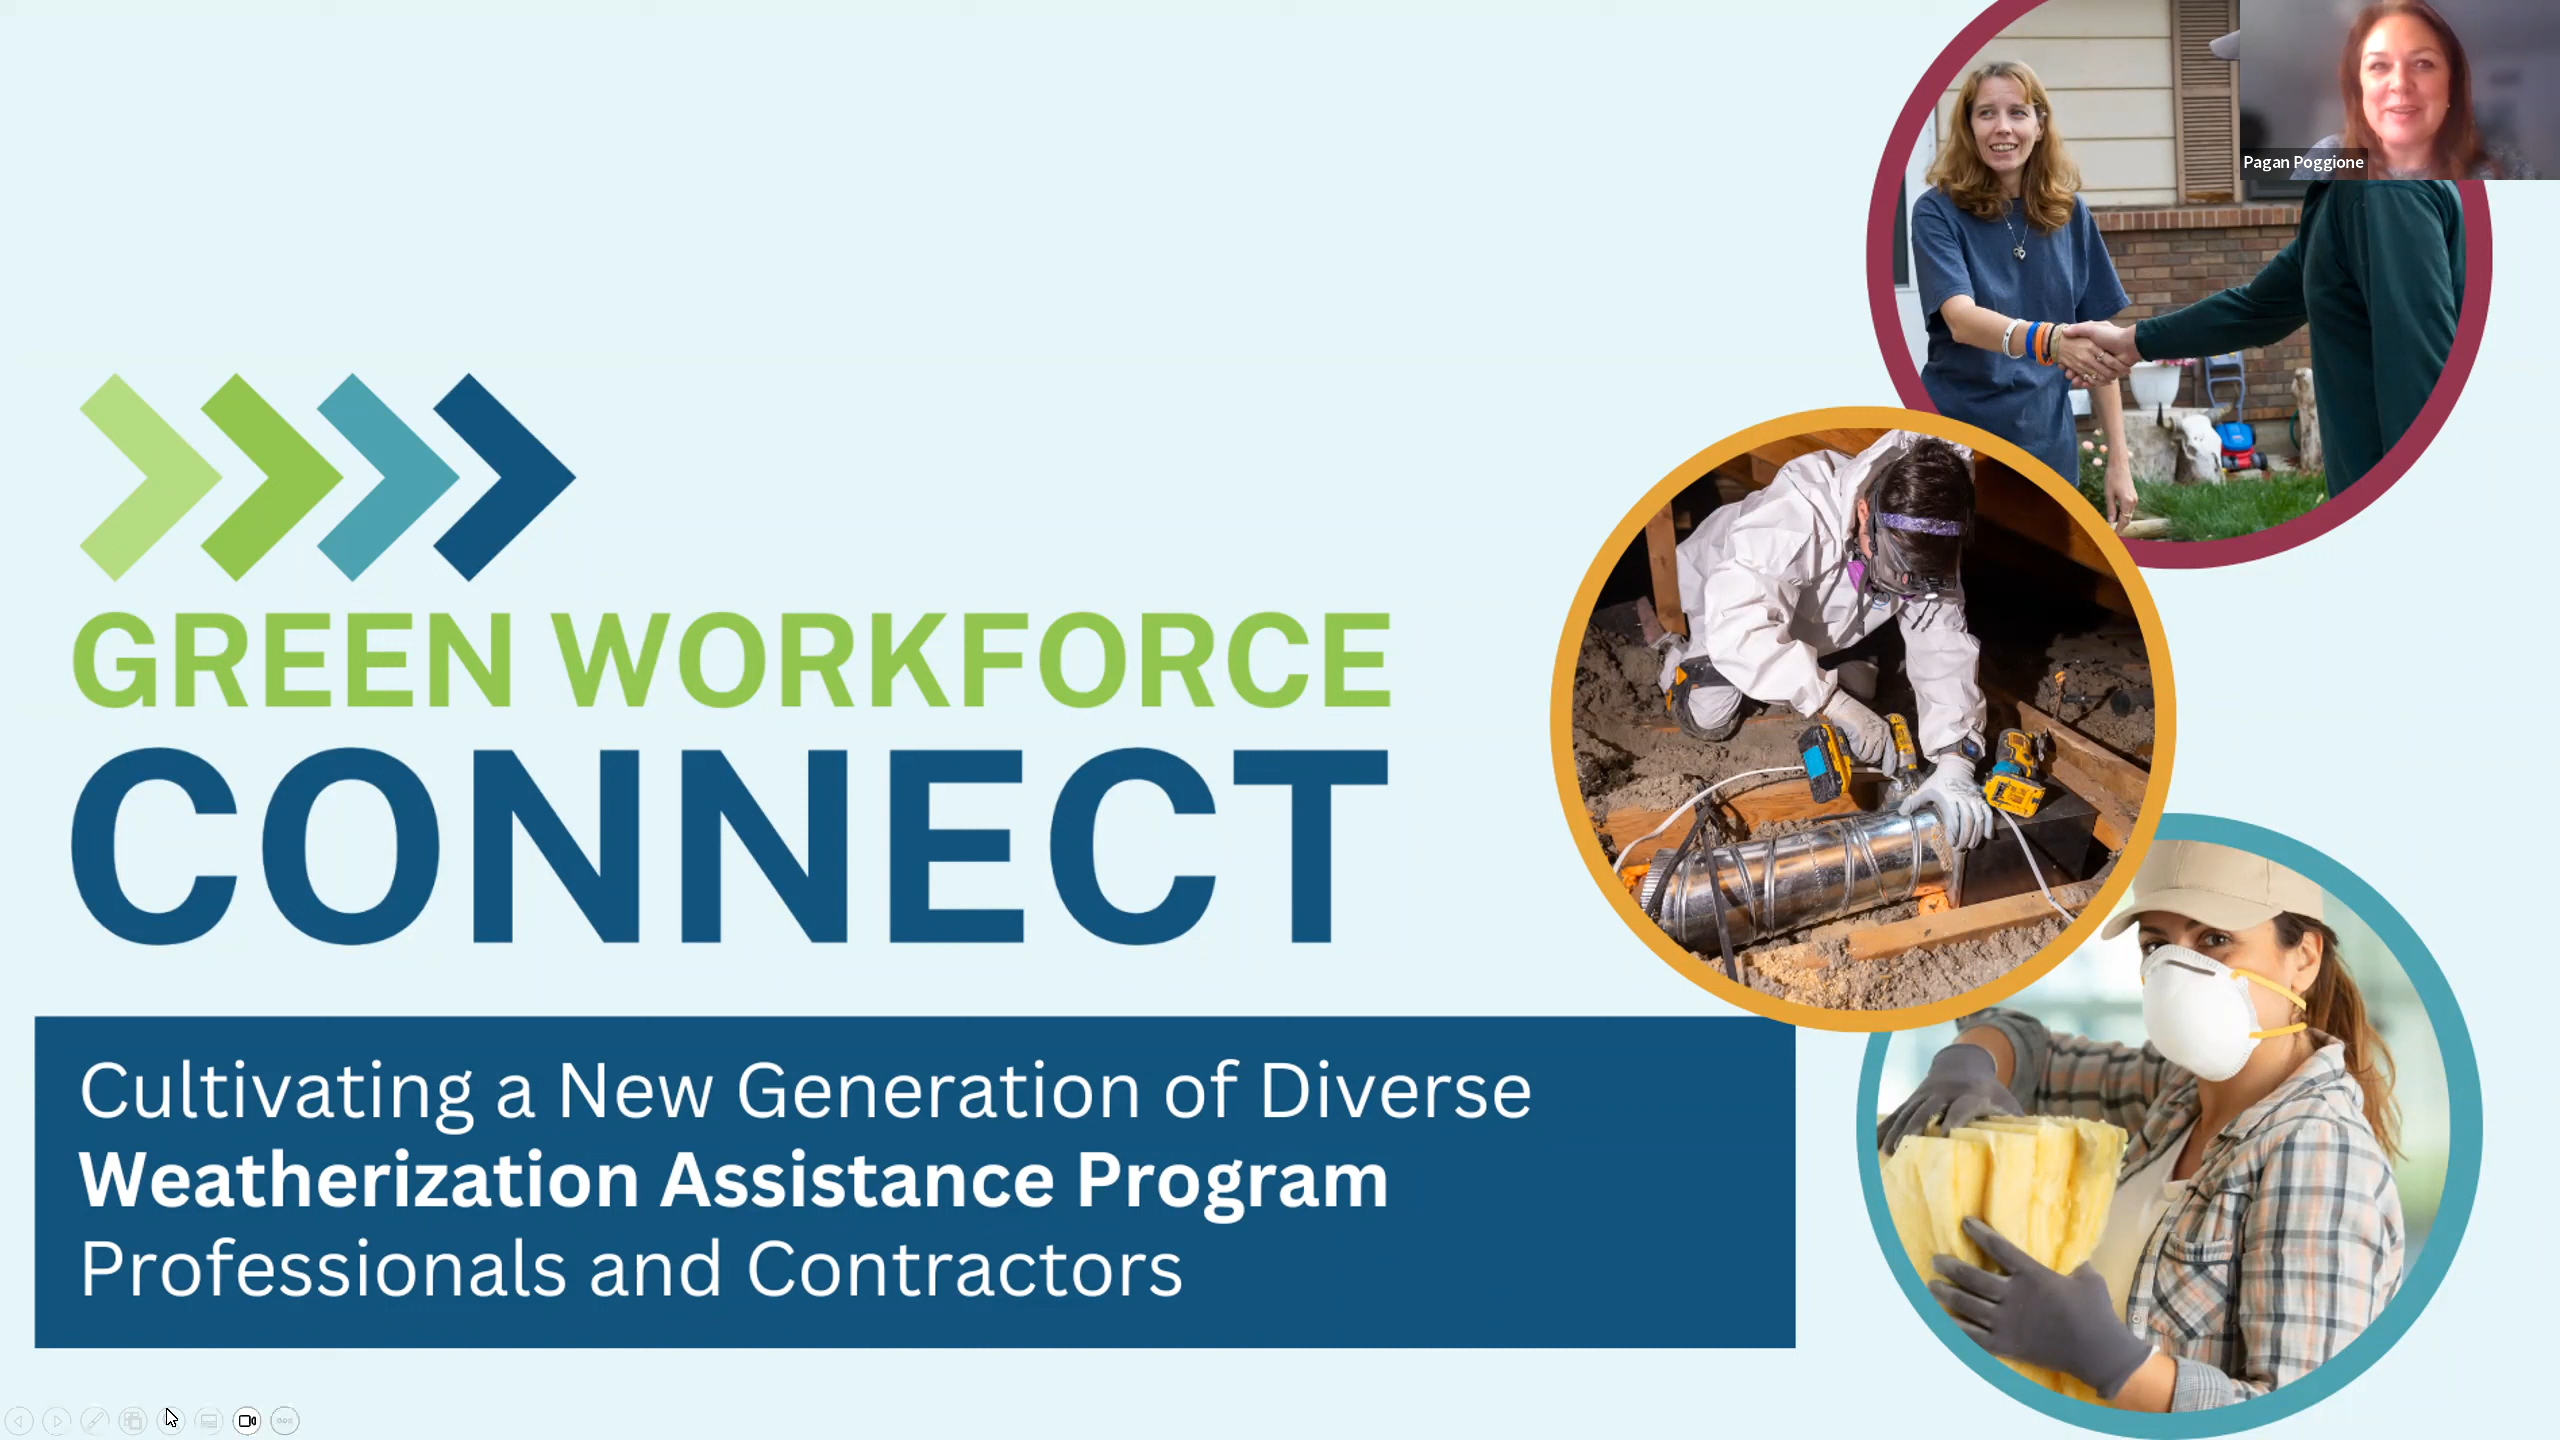 Pagan Poggione
GREEN WORKFORCE
CONNECT
Cultivating a New Generation of Diverse
Weatherization Assistance Program
Professionals and Contractors